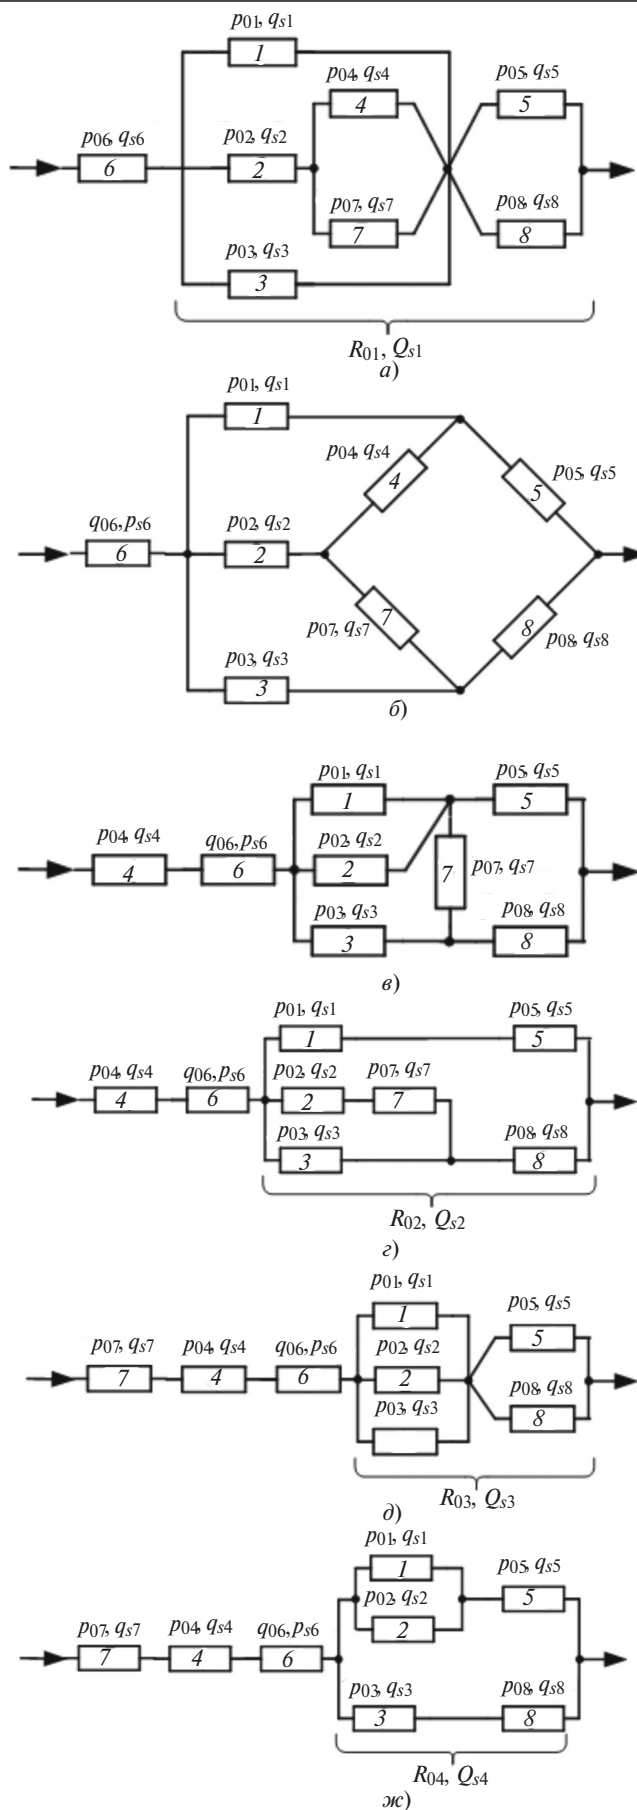 p01, qs1
1
p04, qs4
p05, qs5
4
5
p06, qs6
p02, qs2
6
2
p07, qs7
p08, qs8
7
8
p03, qs3
3
R01, Qs1
а)
p01, qs1
1
p04, qs4
4
p05, qs5
5
q06, ps6
p02, qs2
6
2
p07, qs7
7
8
p08, qs8
p03, qs3
3
б)
p01, qs1
p05, qs5
1
5
p04, qs4
q06, ps6
p02, qs2
4
6
2
7
p07, qs7
p03, qs3
p08, qs8
3
8
в)
p01, qs1
p05, qs5
1
5
p04, qs4
q06, ps6
p02, qs2
p07, qs7
4
6
2
7
p03, qs3
p08, qs8
3
8
R02, Qs2
г)
p01, qs1
p05, qs5
1
5
p07, qs7
p04, qs4
q06, ps6
p02, qs2
7
4
6
2
p03, qs3
p08, qs8
8
R03, Qs3
д)
p01, qs1
1
p05, qs5
p02, qs2
5
2
p07, qs7
p04, qs4
q06, ps6
7
4
6
p03, qs3
p08, qs8
3
8
R04, Qs4
ж)